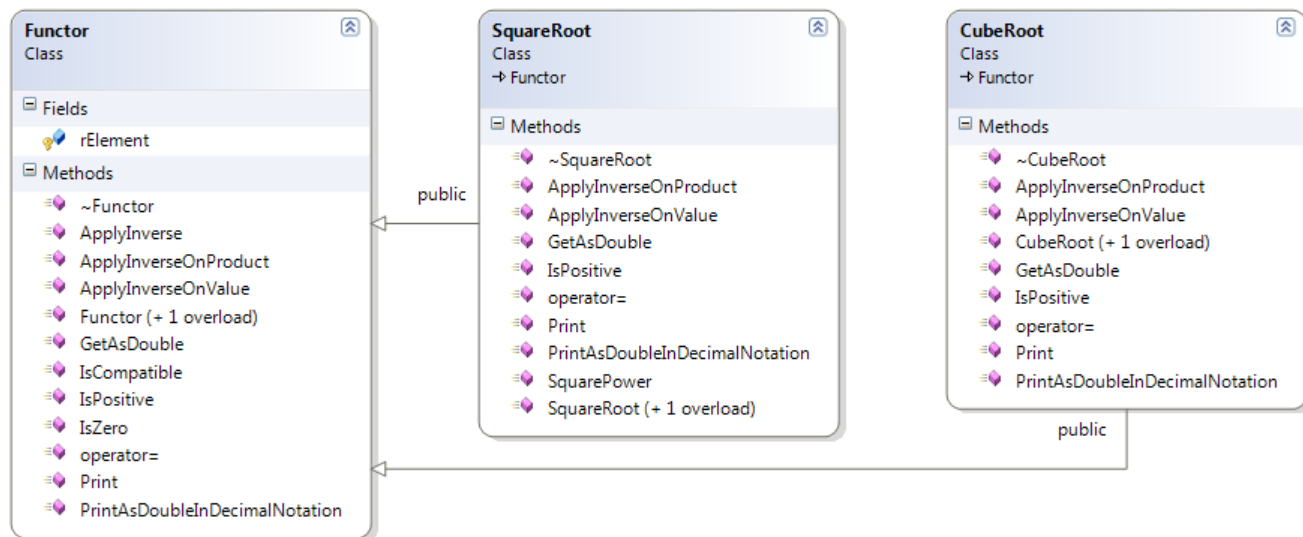 Functor
Class
Fields
rElement
Methods
~Functor
ApplyInverse
ApplyInverseOnProduct
ApplyInverseOnValue
Functor (+ 1 overload)
GetAsDouble
IsCompatible
IsPositive
IsZero
operator=
Print
PrintAsDoubleInDecimalNotation
public
SquareRoot
Class
Functor
Methods
~SquareRoot
ApplyInverseOnProduct
ApplyInverseOnValue
GetAsDouble
IsPositive
operator=
Print
PrintAsDoubleInDecimalNotation
SquarePower
SquareRoot (+ 1 overload)
CubeRoot
Class
Functor
Methods
~CubeRoot
ApplyInverseOnProduct
ApplyInverseOnValue
CubeRoot (+ 1 overload)
GetAsDouble
IsPositive
operator=
Print
PrintAsDoubleInDecimalNotation
public